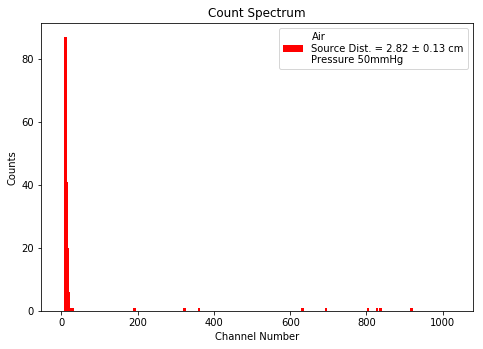 Count Spectrum
Air
Source Dist. = 2.82 ± 0.13 cm
Pressure 50mmHg
80
60
40
20
0
Counts
0 200 400 600 800 1000
Channel Number